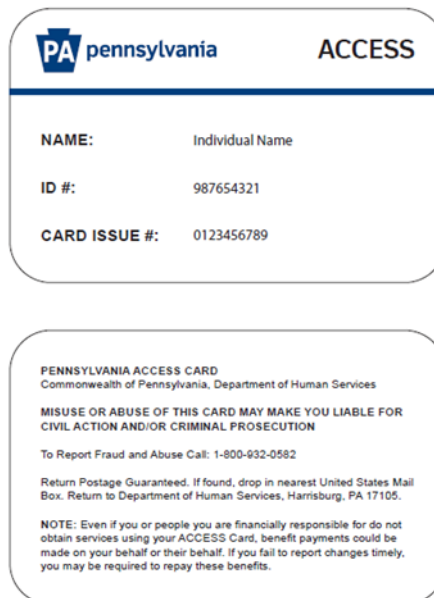 PA pennsylvania
ACCESS
NAME: Individual Name
ID #: 987654321
CARD ISSUE #: 0123456789
PENNSYLVANIA ACCESS CARD
Commonwealth of Pennsylvania, Department of Human Services
MISUSE OR ABUSE OF THIS CARD MAY MAKE YOU LIABLE FOR
CIVIL ACTION AND/OR CRIMINAL PROSECUTION
To Report Fraud and Abuse Call: 1-800-932-0582
Return Postage Guaranteed. If found, drop in nearest United States Mail
Box. Return to Department of Human Services, Harrisburg, PA 17105.
NOTE: Even if you or people you are financially responsible for do not
obtain services using your ACCESS Card, benefit payments could be
made on your behalf or their behalf. If you fail to report changes timely,
you may be required to repay these benefits.